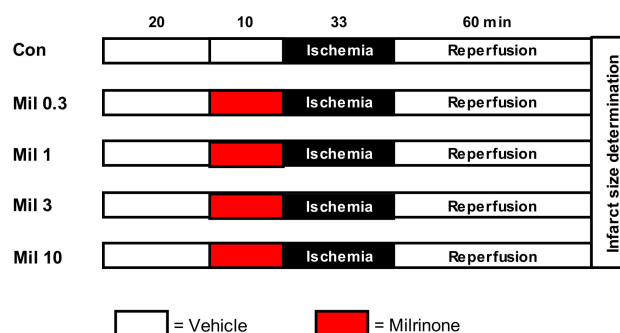 20 10 33 60 min
Con Ischemia Reperfusion
Mil 0.3 Ischemia Reperfusion
Mil 1 Ischemia Reperfusion
Mil 3 Ischemia Reperfusion
Mil 10 Ischemia Reperfusion
Infarct size determination
= Vehicle = Milrinone